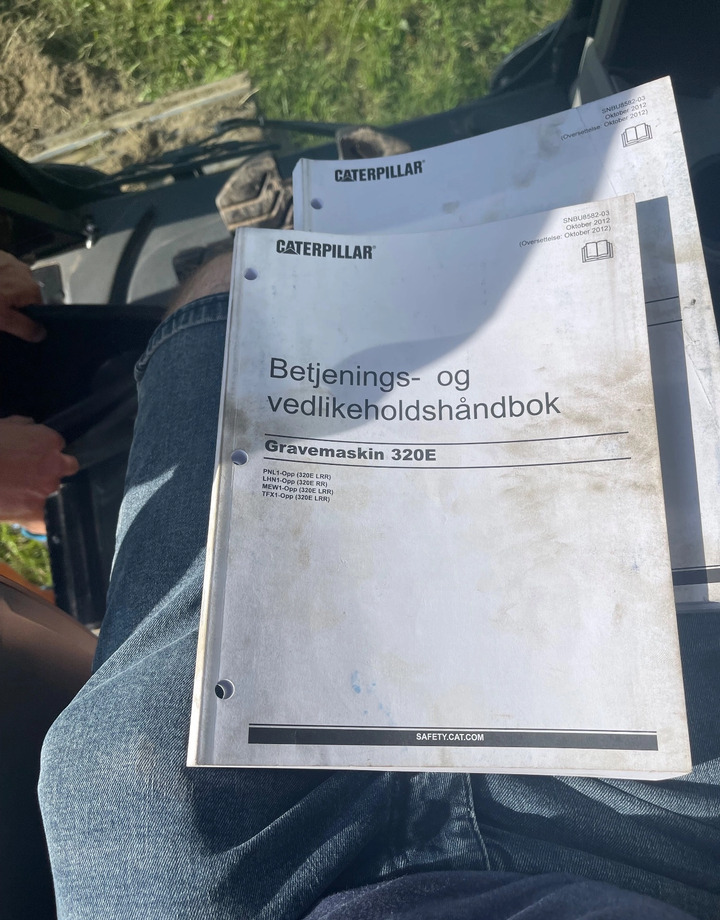 SNBU8582-03
Oktober 2012
(Oversettelse: Oktober 2012)
CATERPILLAR®
SNBU8582-03
Oktober 2012
(Oversettelse: Oktober 2012)
CATERPILLAR®
Betjenings- og
vedlikeholdshåndbok
Gravemaskin 320E
PNL1-Opp (320E LRR)
LHN1-Opp (320E RR)
MEW1-Opp (320E LRR)
TFX1-Opp (320E LRR)
SAFETY.CAT.COM